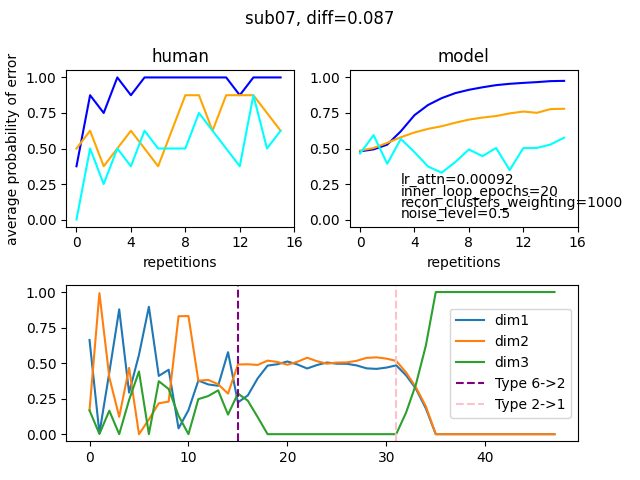 sub07, diff=0.087
human
model
average probability of error
1.00
0.75
0.50
0.25
0.00
0 4 8 12 16
repetitions
1.00
0.75
0.50
0.25
0.00
lr_attn=0.00092
inner_loop_epochs=20
recon_clusters_weighting=1000
noise_level=0.5
0 4 8 12 16
repetitions
1.00
0.75
0.50
0.25
0.00
dim1
dim2
dim3
Type 6->2
Type 2->1
0 10 20 30 40